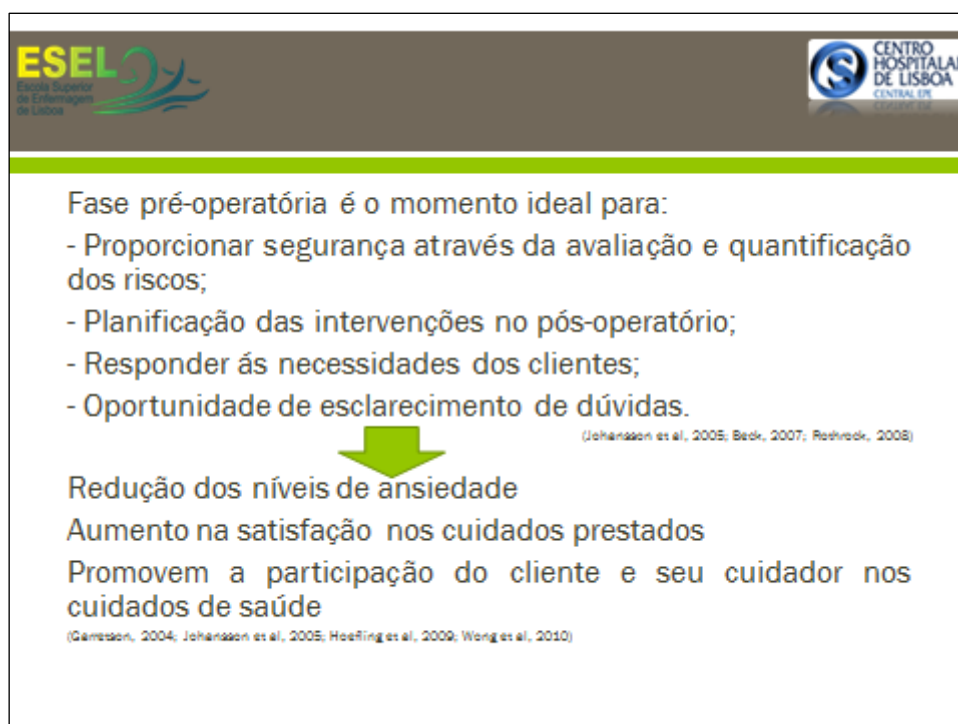 ESEL
Escola Superior
de Enfermagem
de Lisboa
CENTRO
HOSPITALAR
DE LISBOA
CENTRAL EPE
Fase pré-operatória é o momento ideal para:
- Proporcionar segurança através da avaliação e quantificação
dos riscos;
- Planificação das intervenções no pós-operatório;
- Responder ás necessidades dos clientes;
- Oportunidade de esclarecimento de dúvidas.
(Johansson et al, 2005; Beck, 2007; Rothrock, 2008)
Redução dos níveis de ansiedade
Aumento na satisfação nos cuidados prestados
Promovem a participação do cliente e seu cuidador nos
cuidados de saúde
(Garretson, 2004; Johansson et al, 2005; Hoefling et al, 2009; Wong et al, 2010)